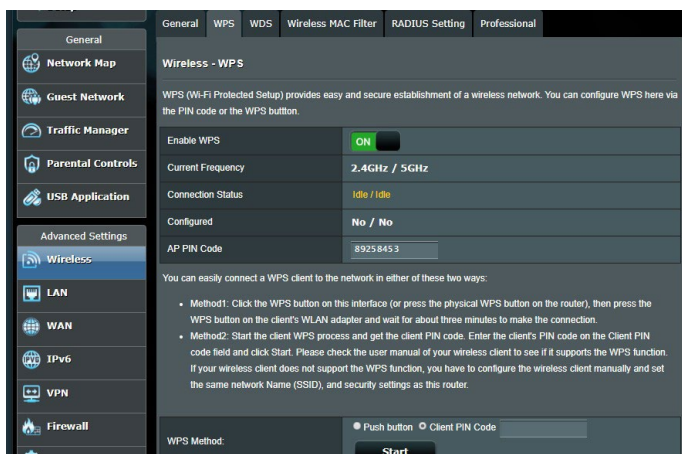 General WPS WDS Wireless MAC Filter RADIUS Setting Professional
General
Network Map
Guest Network
Traffic Manager
Parental Controls
USB Application
Advanced Settings
Wireless
LAN
WAN
IPv6
VPN
Firewall
Wireless - WPS
WPS (Wi-Fi Protected Setup) provides easy and secure establishment of a wireless network. You can configure WPS here via
the PIN code or the WPS buttton.
Enable WPS ON
Current Frequency 2.4GHz / 5GHz
Connection Status Idle / Idle
Configured No / No
AP PIN Code 89258453
You can easily connect a WPS client to the network in either of these two ways:
• Method1: Click the WPS button on this interface (or press the physical WPS button on the router), then press the
WPS button on the client's WLAN adapter and wait for about three minutes to make the connection.
• Method2: Start the client WPS process and get the client PIN code. Enter the client's PIN code on the Client PIN
code field and click Start. Please check the user manual of your wireless client to see if it supports the WPS function.
If your wireless client does not support the WPS function, you have to configure the wireless client manually and set
the same network Name (SSID), and security settings as this router.
WPS Method: Push button Client PIN Code
Start